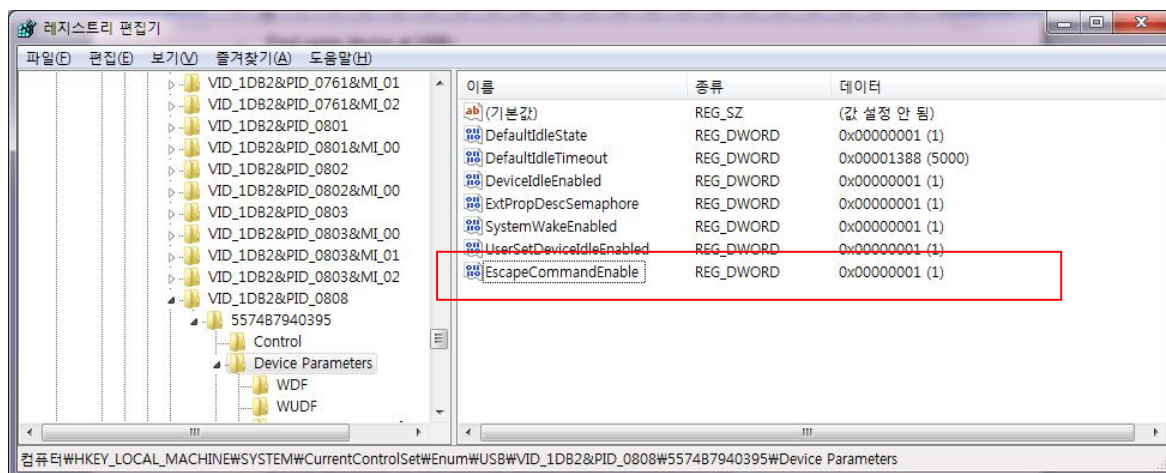 레지스트리 편집기
파일(F) 편집(E) 보기(V) 즐겨찾기(A) 도움말(H)
VID_1DB2&PID_0761&MI_01
VID_1DB2&PID_0761&MI_02
VID_1DB2&PID_0801
VID_1DB2&PID_0801&MI_00
VID_1DB2&PID_0802
VID_1DB2&PID_0802&MI_00
VID_1DB2&PID_0803
VID_1DB2&PID_0803&MI_00
VID_1DB2&PID_0803&MI_01
VID_1DB2&PID_0803&MI_02
VID_1DB2&PID_0808
5574B7940395
Control
Device Parameters
WDF
WUDF
이름 종류 데이터
(기본값) REG_SZ (값 설정 안 됨)
DefaultIdleState REG_DWORD 0x00000001 (1)
DefaultIdleTimeout REG_DWORD 0x00001388 (5000)
DeviceIdleEnabled REG_DWORD 0x00000001 (1)
ExtPropDescSemaphore REG_DWORD 0x00000001 (1)
SystemWakeEnabled REG_DWORD 0x00000001 (1)
UserSetDeviceIdleEnabled REG_DWORD 0x00000001 (1)
EscapeCommandEnable REG_DWORD 0x00000001 (1)
컴퓨터₩HKEY_LOCAL_MACHINE₩SYSTEM₩CurrentControlSet₩Enum₩USB₩VID_1DB2&PID_0808₩5574B7940395₩Device Parameters